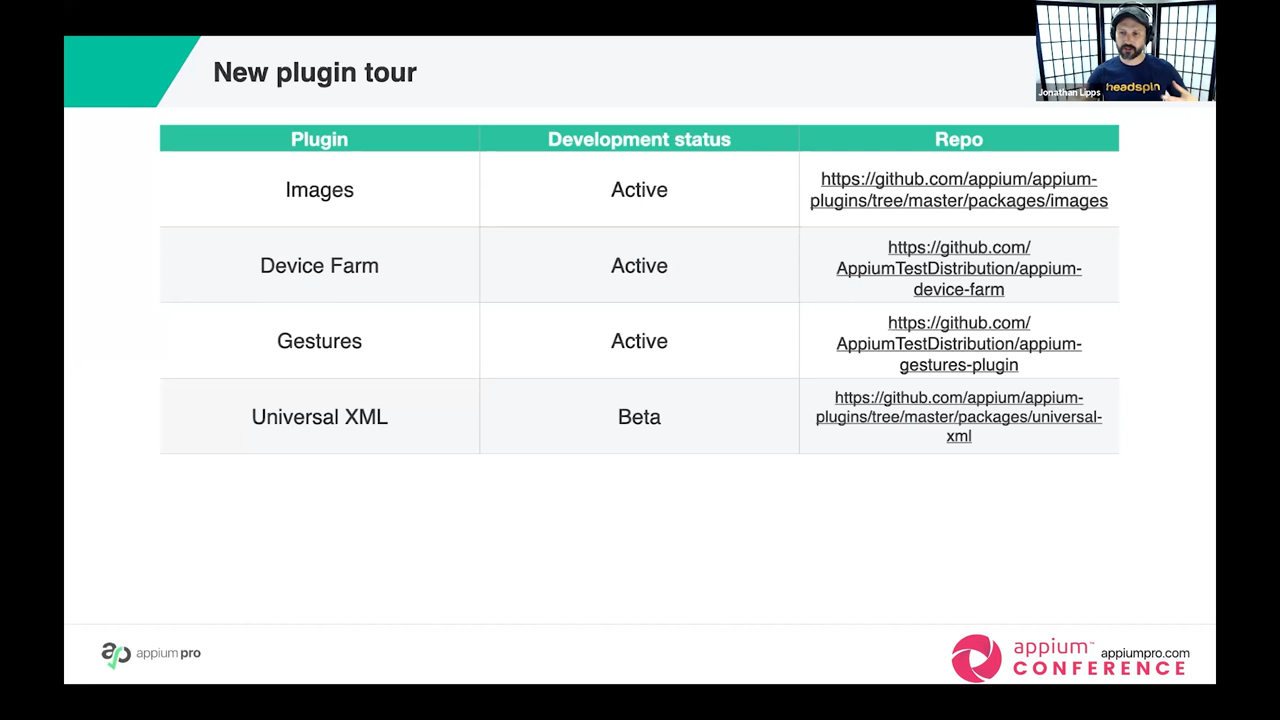 New plugin tour
headspin
Jonathan Lipps
Plugin Development status Repo
Images Active https://github.com/appium/appium-
plugins/tree/master/packages/images
Device Farm Active https://github.com/
AppiumTestDistribution/appium-
device-farm
Gestures Active https://github.com/
AppiumTestDistribution/appium-
gestures-plugin
Universal XML Beta https://github.com/appium/appium-
plugins/tree/master/packages/universal-
xml
ap appium pro
appium™ appiumpro.com
CONFERENCE